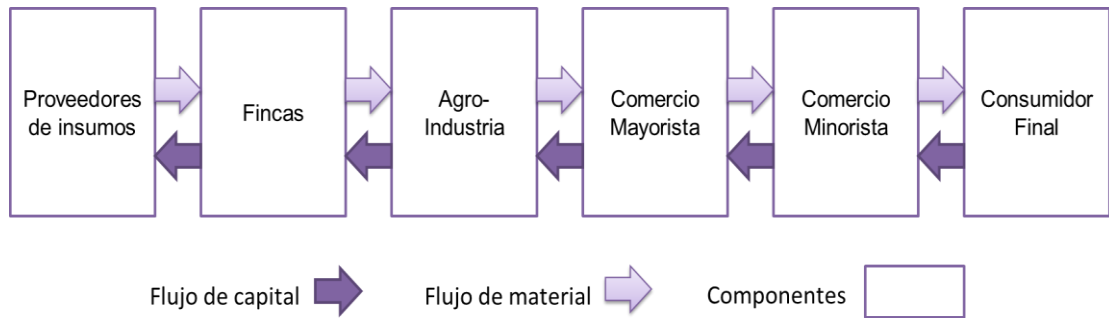 Proveedores
de insumos
Fincas
Agro-
Industria
Comercio
Mayorista
Comercio
Minorista
Consumidor
Final
Flujo de capital
Flujo de material
Componentes